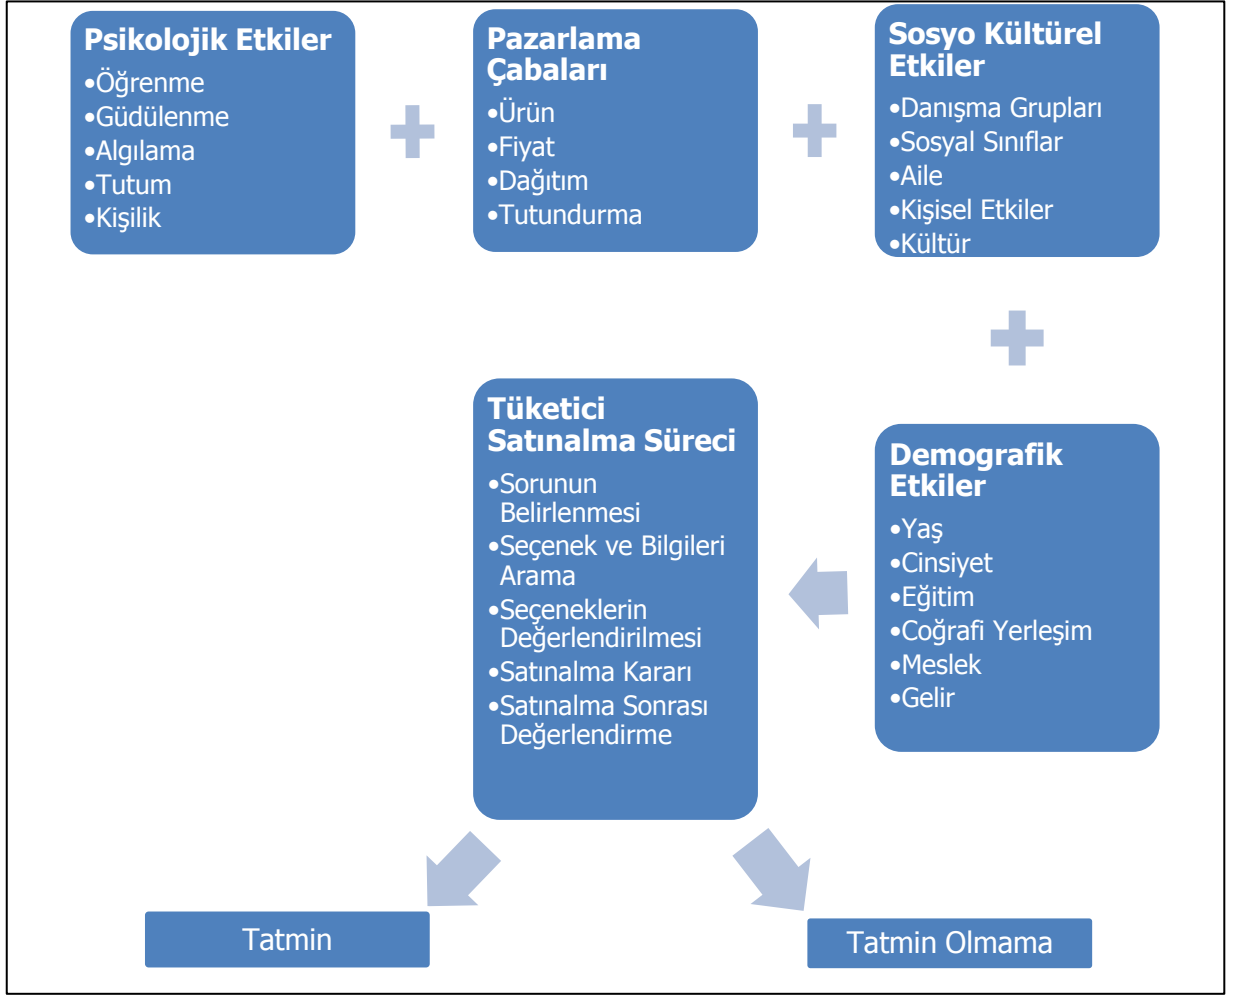 Psikolojik Etkiler
•Öğrenme
•Güdülenme
•Algılama
•Tutum
•Kişilik
Pazarlama
Çabaları
•Ürün
•Fiyat
•Dağıtım
•Tutundurma
Sosyo Kültürel
Etkiler
•Danışma Grupları
•Sosyal Sınıflar
•Aile
•Kişisel Etkiler
•Kültür
Demografik
Etkiler
•Yaş
•Cinsiyet
•Eğitim
•Coğrafi Yerleşim
•Meslek
•Gelir
Tüketici
Satınalma Süreci
•Sorunun
Belirlenmesi
•Seçenek ve Bilgileri
Arama
•Seçeneklerin
Değerlendirilmesi
•Satınalma Kararı
•Satınalma Sonrası
Değerlendirme
Tatmin
Tatmin Olmama